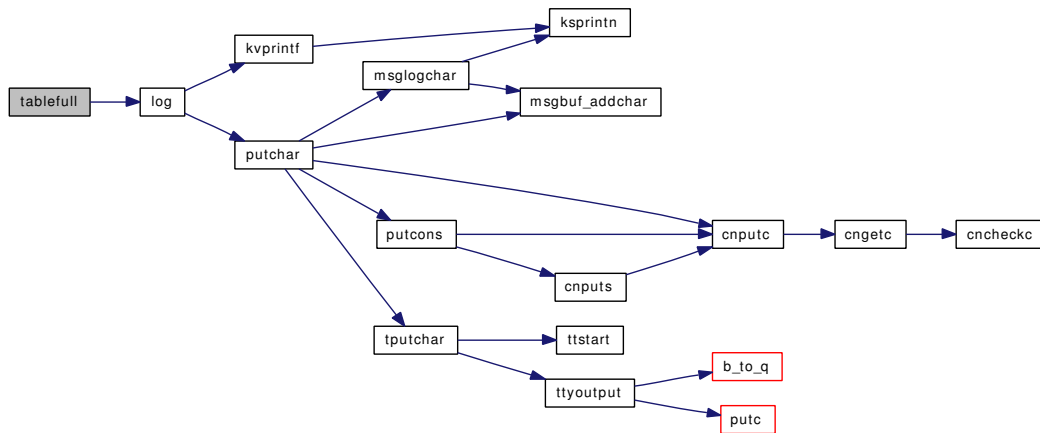 tablefull
log
kvprintf
ksprintn
putchar
msglogchar
msgbuf_addchar
cnputc
cngetc
cncheckc
putcons
cnputs
tputchar
ttstart
ttyoutput
b_to_q
putc